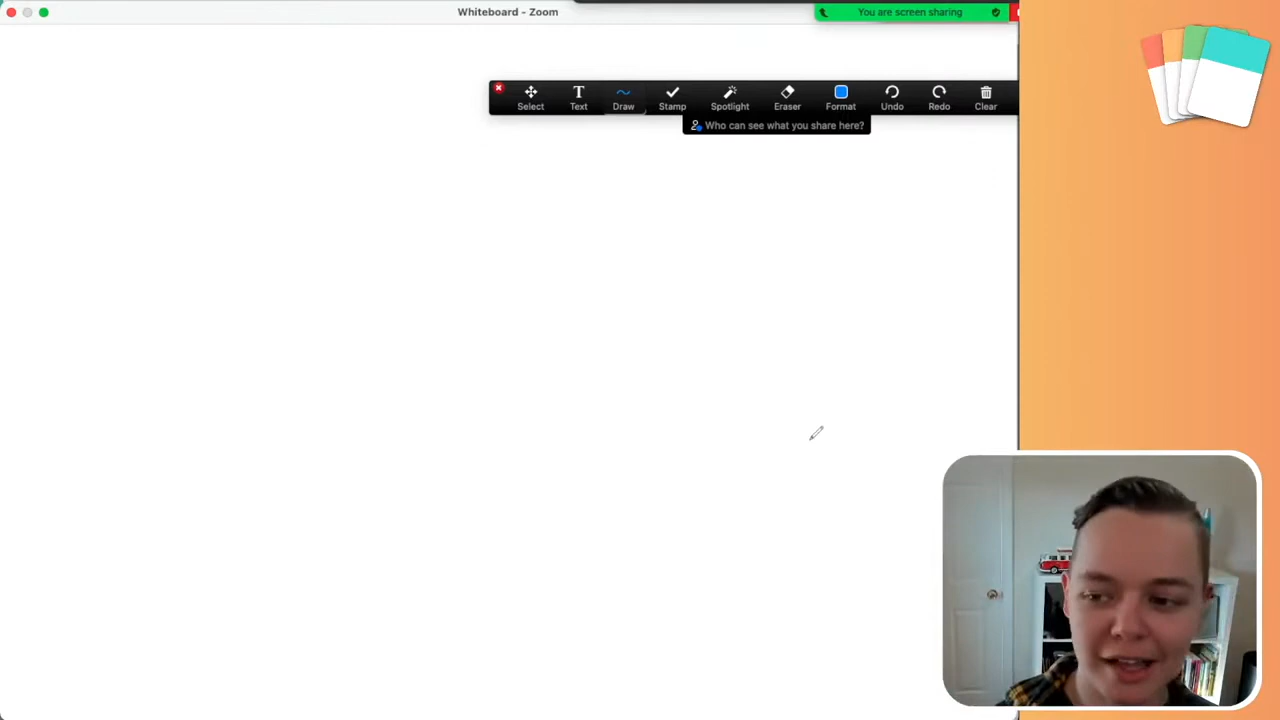 Whiteboard - Zoom
You are screen sharing
Select Text Draw Stamp Spotlight Eraser Format Undo Redo Clear
Who can see what you share here?